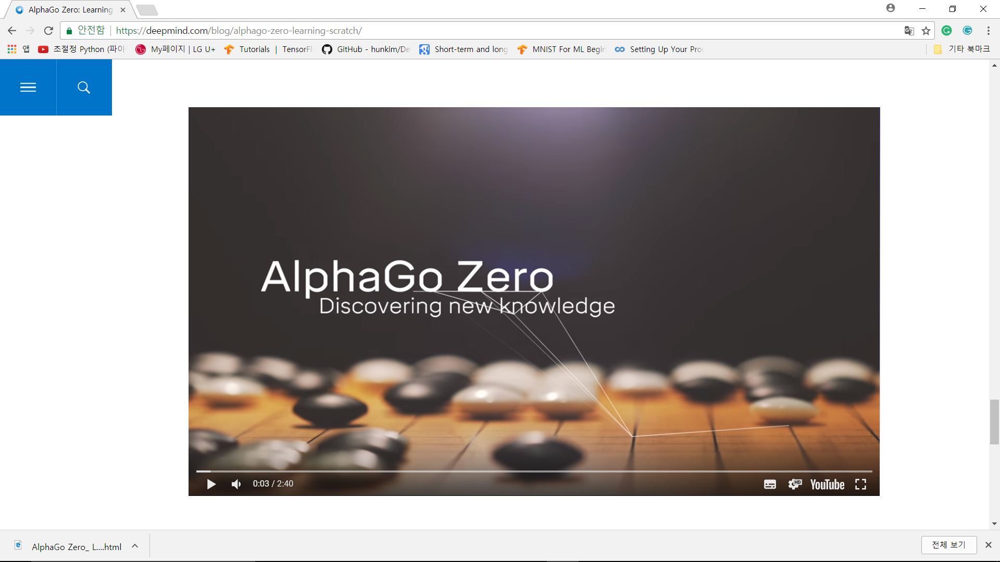 AlphaGo Zero: Learning
안전함
https://deepmind.com/blog/alphago-zero-learning-scratch/
앱
초절정 Python (파이
My페이지 | LG U+
Tutorials | TensorFl
GitHub - hunkim/De
Short-term and long
MNIST For ML Begin
Setting Up Your Pro
기타 북마크
AlphaGo Zero
Discovering new knowledge
0:03 / 2:40
HD
YouTube
AlphaGo Zero_ L....html
전체 보기